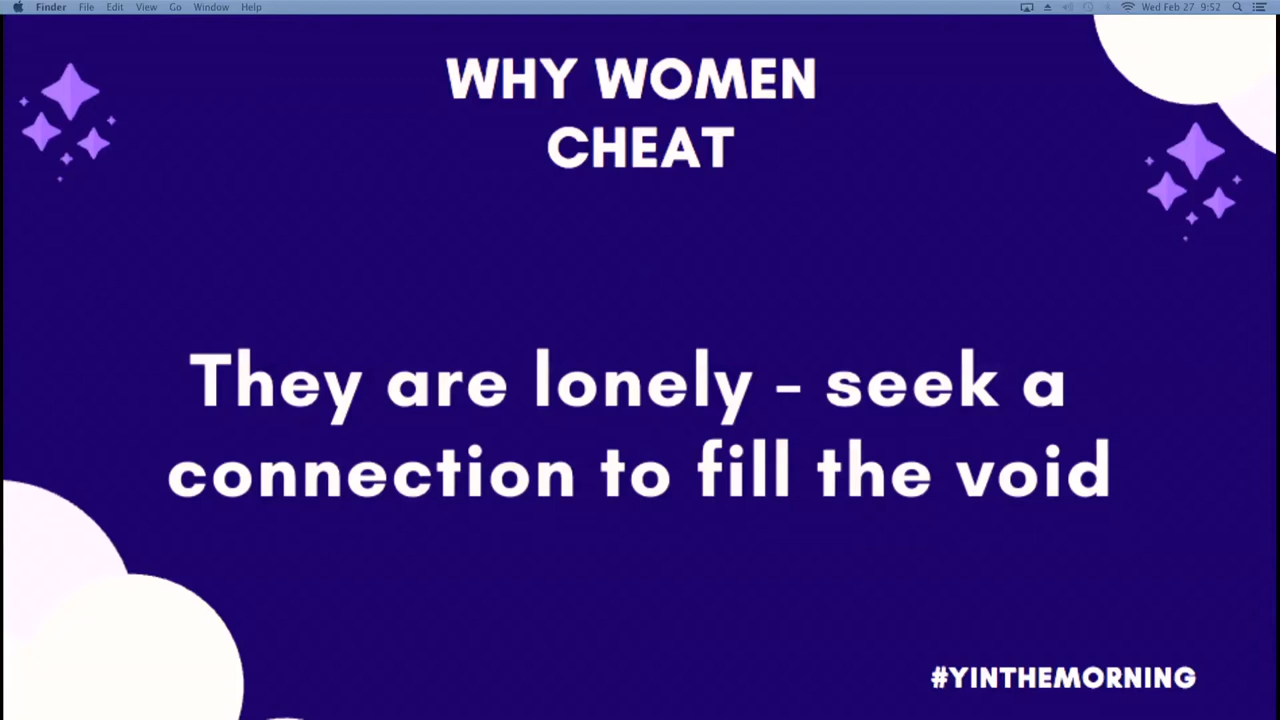 Finder File Edit View Go Window Help Wed Feb 27 9:52
WHY WOMEN
CHEAT
They are lonely - seek a
connection to fill the void
#YINTHEMORNING